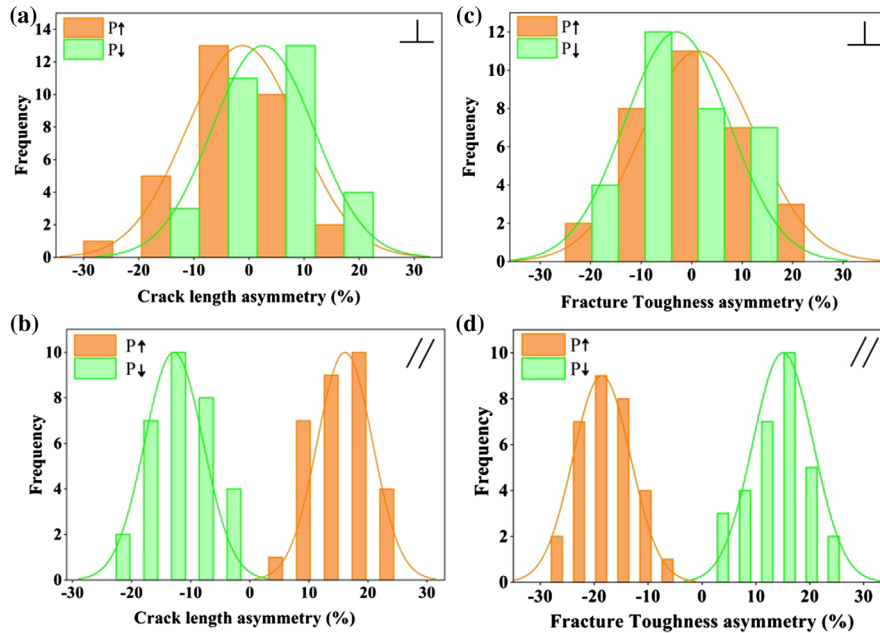 (a)
P↑
P↓
⊥
14
12
10
8
6
4
2
0
Frequency
-30 -20 -10 0 10 20 30
Crack length asymmetry (%)
(c)
P↑
P↓
⊥
12
10
8
6
4
2
0
Frequency
-30 -20 -10 0 10 20 30
Fracture Toughness asymmetry (%)
(b)
P↑
P↓
//
10
8
6
4
2
0
Frequency
-30 -20 -10 0 10 20 30
Crack length asymmetry (%)
(d)
P↑
P↓
//
10
8
6
4
2
0
Frequency
-30 -20 -10 0 10 20 30
Fracture Toughness asymmetry (%)